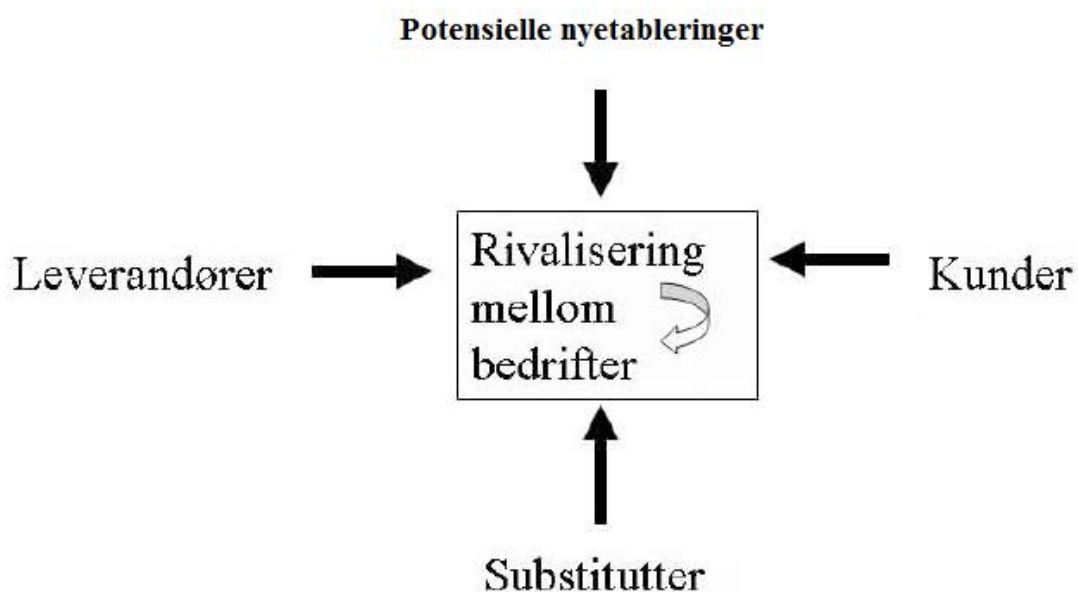 Potensielle nyetableringer
Leverandører
Rivalisering
mellom
bedrifter
Kunder
Substitutter